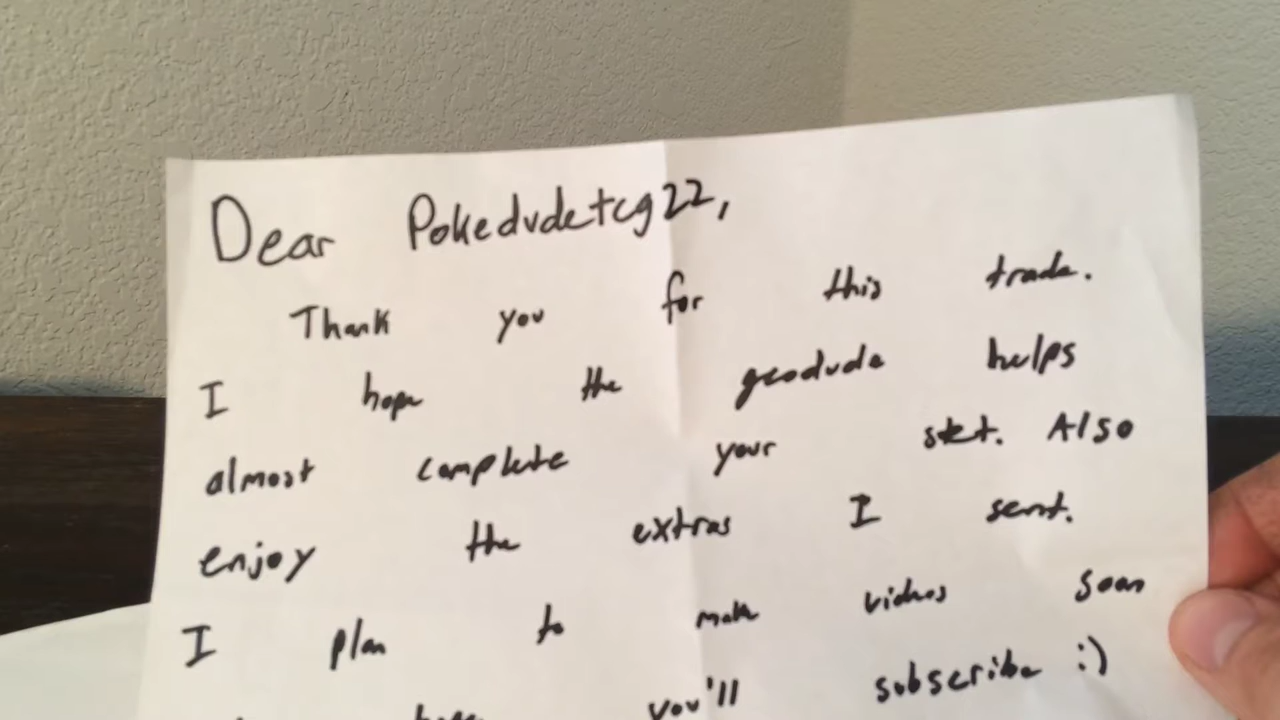 Dear Pokedudetcg22,
Thank you for this trade.
I hope the geodude helps
almost complete your set. Also
enjoy the extras I sent.
I plan to make videos soon
hope you'll subscribe :)